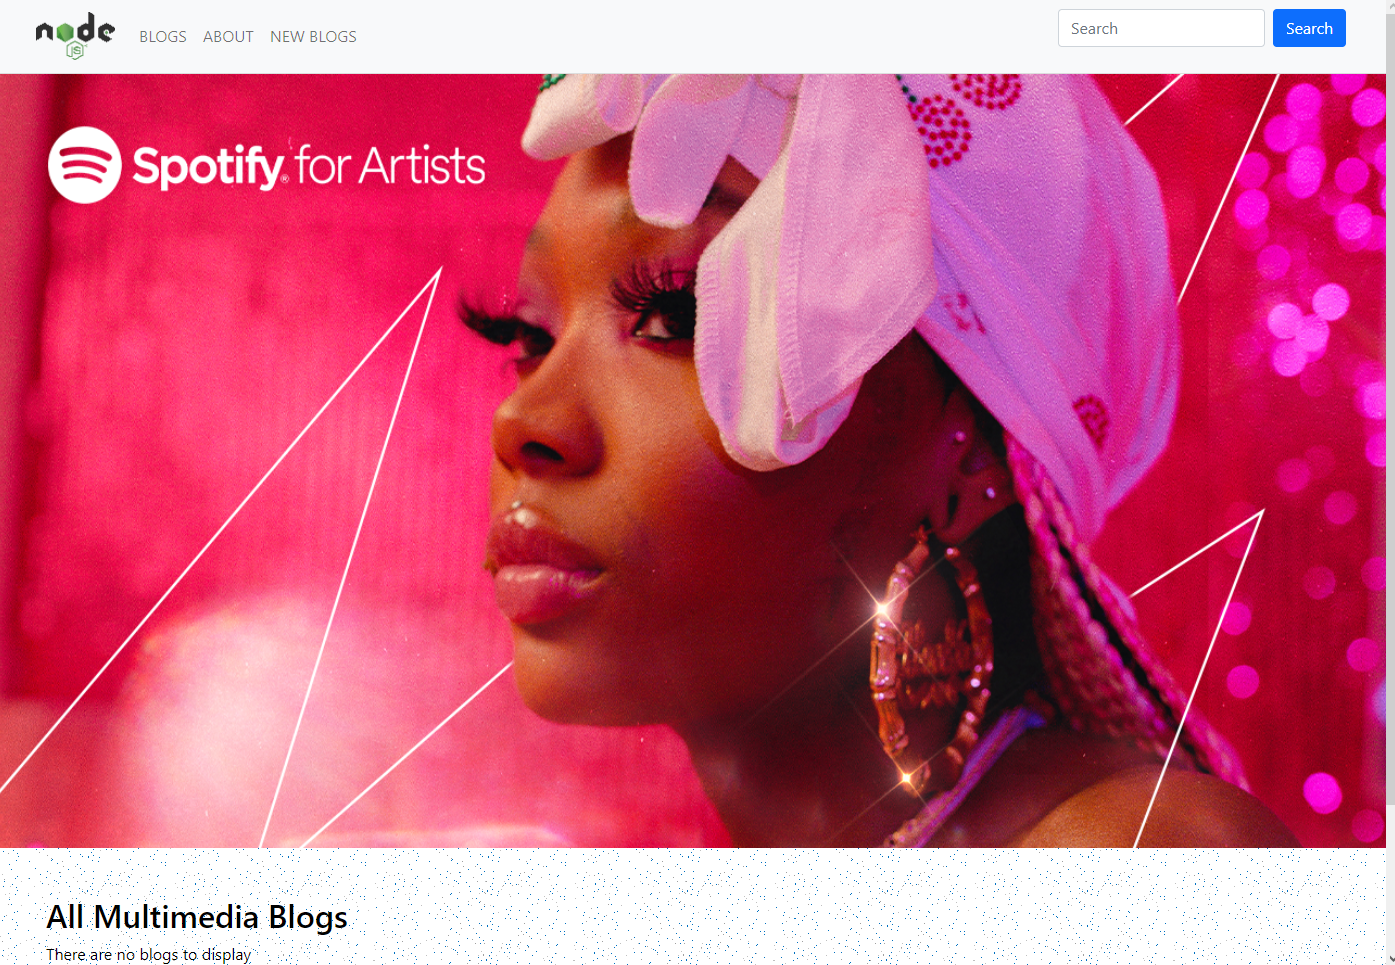 node
JS
BLOGS
ABOUT
NEW BLOGS
Search
Search
Spotify® for Artists
All Multimedia Blogs
There are no blogs to display